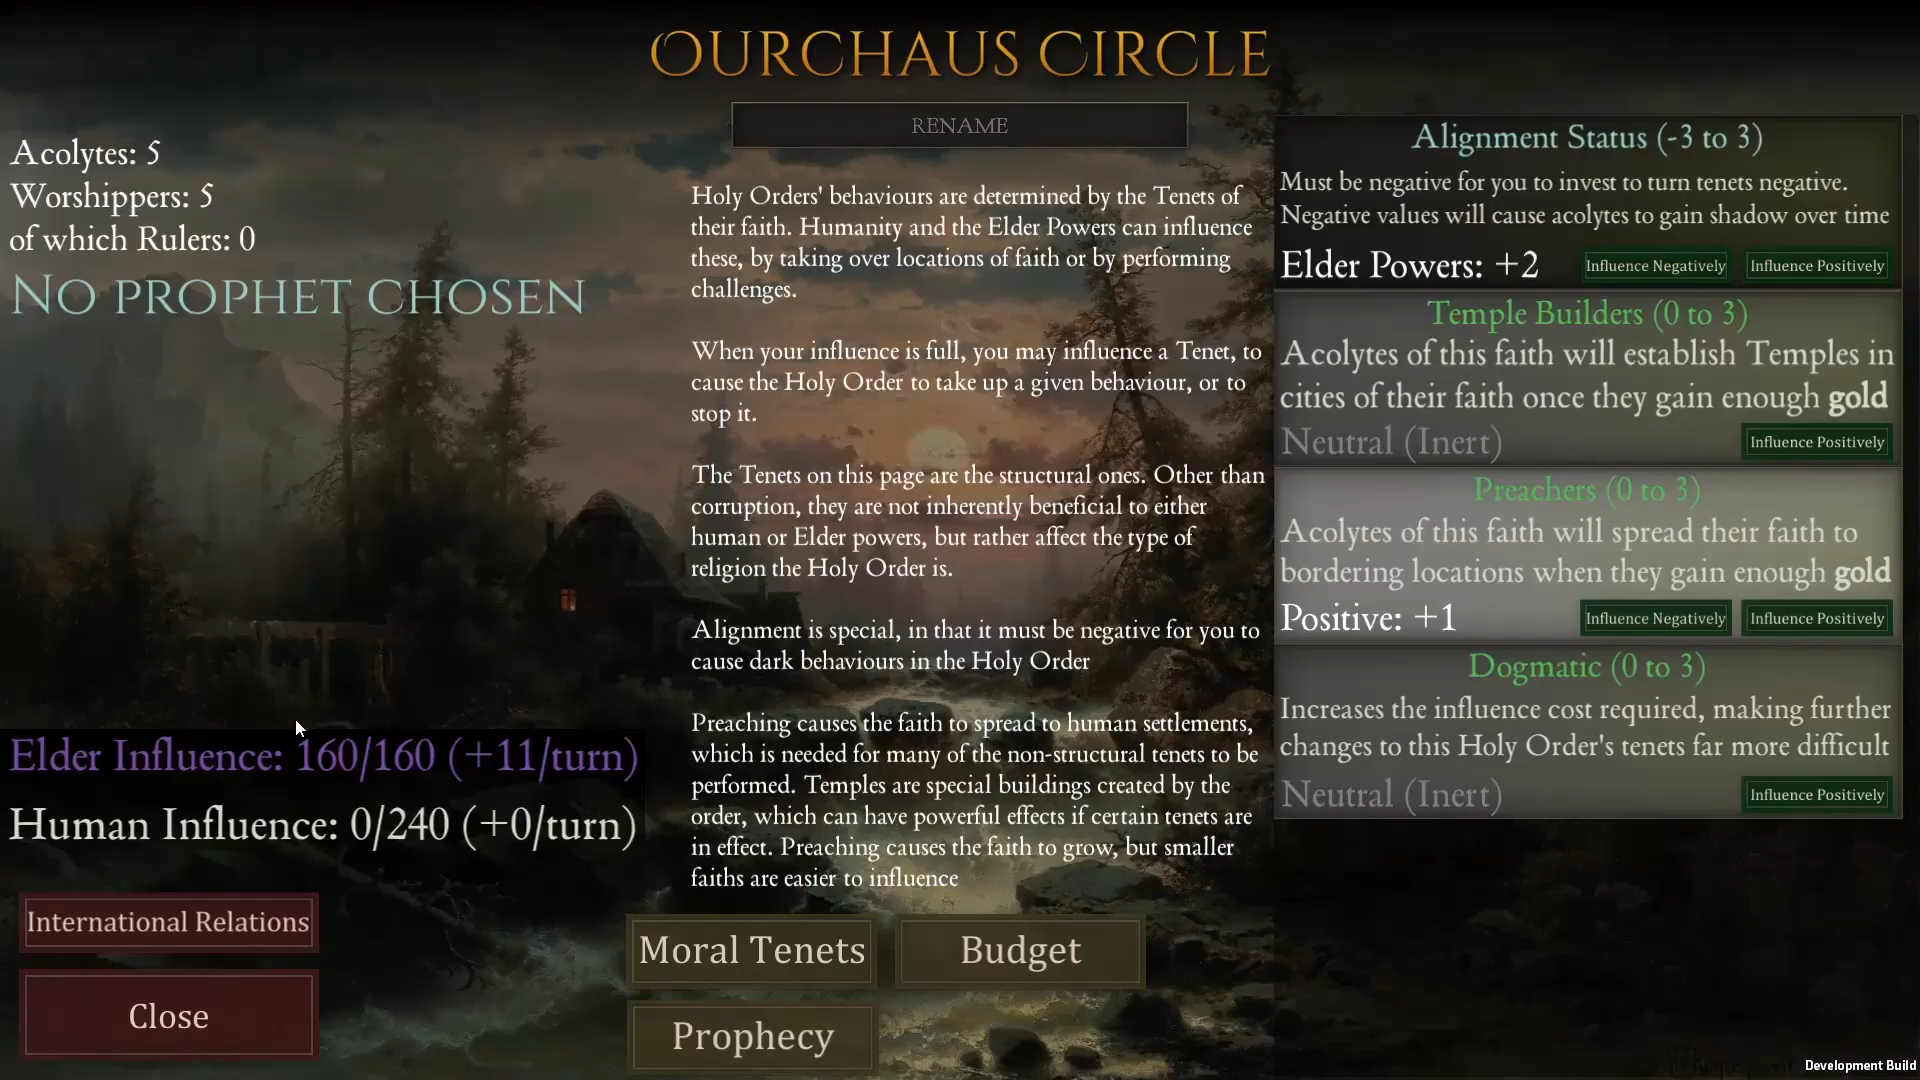 OURCHAUS CIRCLE
RENAME
Acolytes: 5
Worshippers: 5
of which Rulers: 0
NO PROPHET CHOSEN
Elder Influence: 160/160 (+11/turn)
Human Influence: 0/240 (+0/turn)
International Relations
Close
Holy Orders' behaviours are determined by the Tenets of
their faith. Humanity and the Elder Powers can influence
these, by taking over locations of faith or by performing
challenges.
When your influence is full, you may influence a Tenet, to
cause the Holy Order to take up a given behaviour, or to
stop it.
The Tenets on this page are the structural ones. Other than
corruption, they are not inherently beneficial to either
human or Elder powers, but rather affect the type of
religion the Holy Order is.
Alignment is special, in that it must be negative for you to
cause dark behaviours in the Holy Order
Preaching causes the faith to spread to human settlements,
which is needed for many of the non-structural tenets to be
performed. Temples are special buildings created by the
order, which can have powerful effects if certain tenets are
in effect. Preaching causes the faith to grow, but smaller
faiths are easier to influence
Moral Tenets
Budget
Prophecy
Alignment Status (-3 to 3)
Must be negative for you to invest to turn tenets negative.
Negative values will cause acolytes to gain shadow over time
Elder Powers: +2
Influence Negatively
Influence Positively
Temple Builders (0 to 3)
Acolytes of this faith will establish Temples in
cities of their faith once they gain enough gold
Neutral (Inert)
Influence Positively
Preachers (0 to 3)
Acolytes of this faith will spread their faith to
bordering locations when they gain enough gold
Positive: +1
Influence Negatively
Influence Positively
Dogmatic (0 to 3)
Increases the influence cost required, making further
changes to this Holy Order's tenets far more difficult
Neutral (Inert)
Influence Positively
Development Build